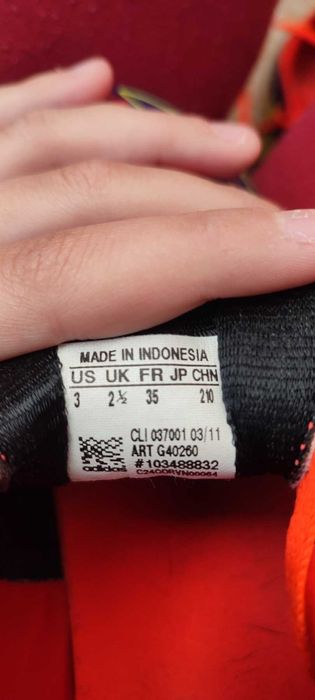 MADE IN INDONESIA
US UK FR JP CHN
3 2½ 35 210
CLI 037001 03/11
ART G40260
#103488832